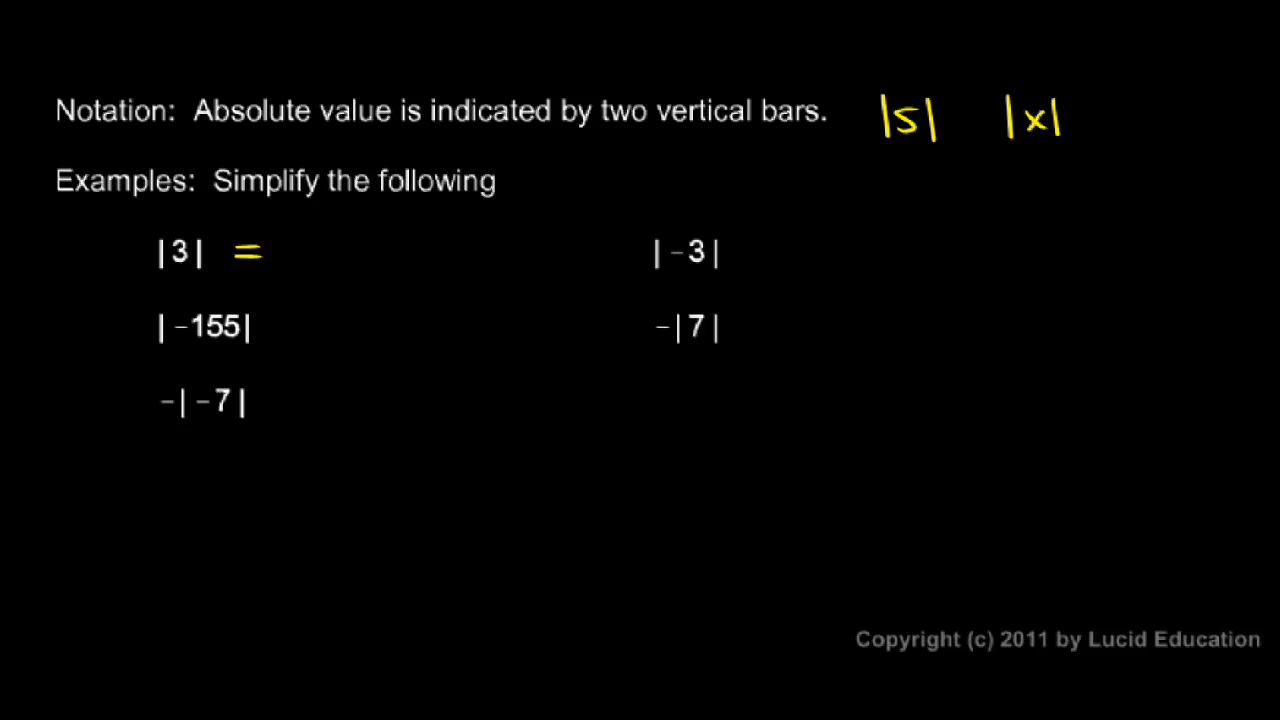 Notation: Absolute value is indicated by two vertical bars. |5| |x|
Examples: Simplify the following
|3| = |-3|
|-155| -|7|
-|-7|
Copyright (c) 2011 by Lucid Education